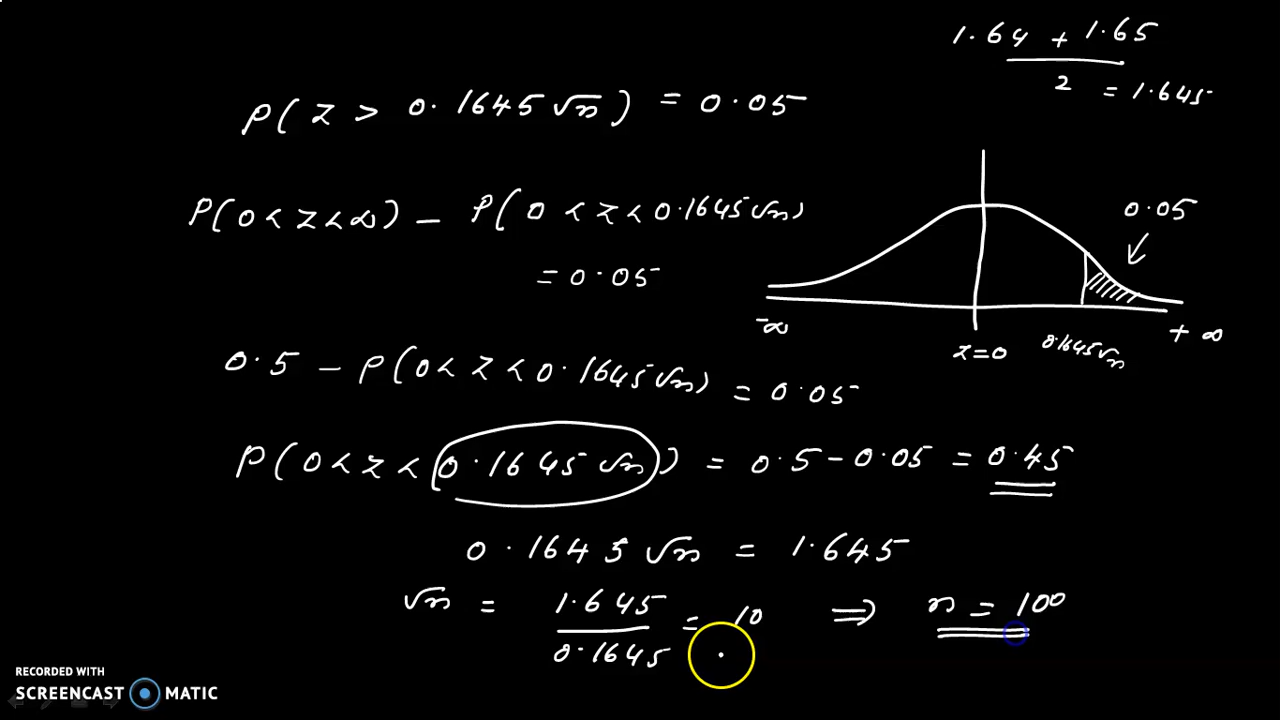 1.64 + 1.65
2 = 1.645
P(Z > 0.1645 √n) = 0.05
P(0 < Z < ∞) - P(0 < Z < 0.1645 √n)
= 0.05
0.05
-∞
+ ∞
Z=0
0.1645 √n
0.5 - P(0 < Z < 0.1645 √n) = 0.05
P(0 < Z < 0.1645 √n) = 0.5 - 0.05 = 0.45
0.1645 √n = 1.645
√n = 1.645
0.1645
= 10 ⇒ n = 100
RECORDED WITH
SCREENCAST MATIC